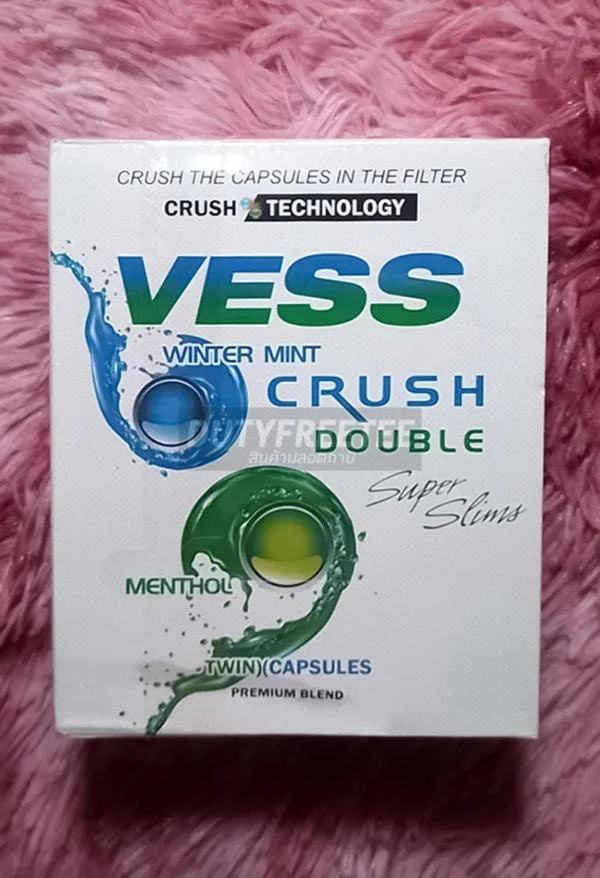 CRUSH THE CAPSULES IN THE FILTER
CRUSH TECHNOLOGY
VESS
WINTER MINT
CRUSH
DUTYFREETEE
DOUBLE
สินค้าปลอดภาษี
Super
Slims
MENTHOL
(TWIN)(CAPSULES
PREMIUM BLEND